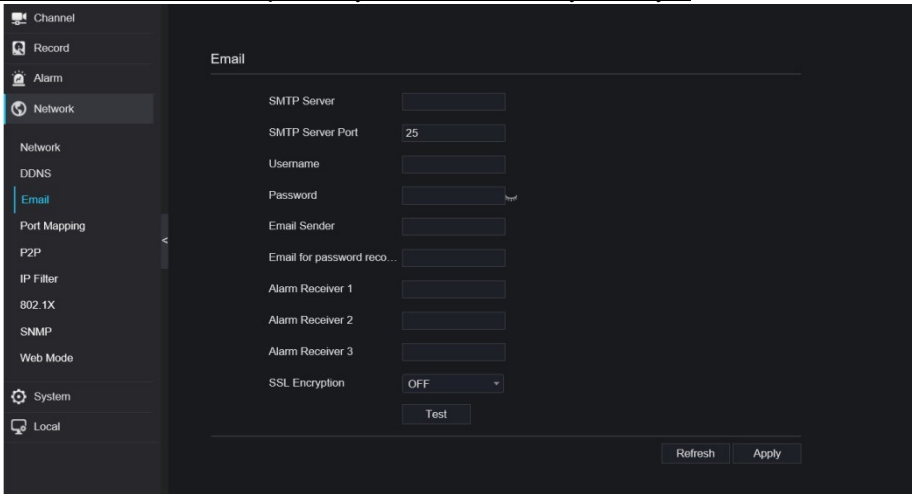 Channel
Record
Alarm
Network
Network
DDNS
Email
Port Mapping
P2P
IP Filter
802.1X
SNMP
Web Mode
System
Local
<
Email
SMTP Server
SMTP Server Port 25
Username
Password
Email Sender
Email for password reco...
Alarm Receiver 1
Alarm Receiver 2
Alarm Receiver 3
SSL Encryption OFF
Test
Refresh Apply